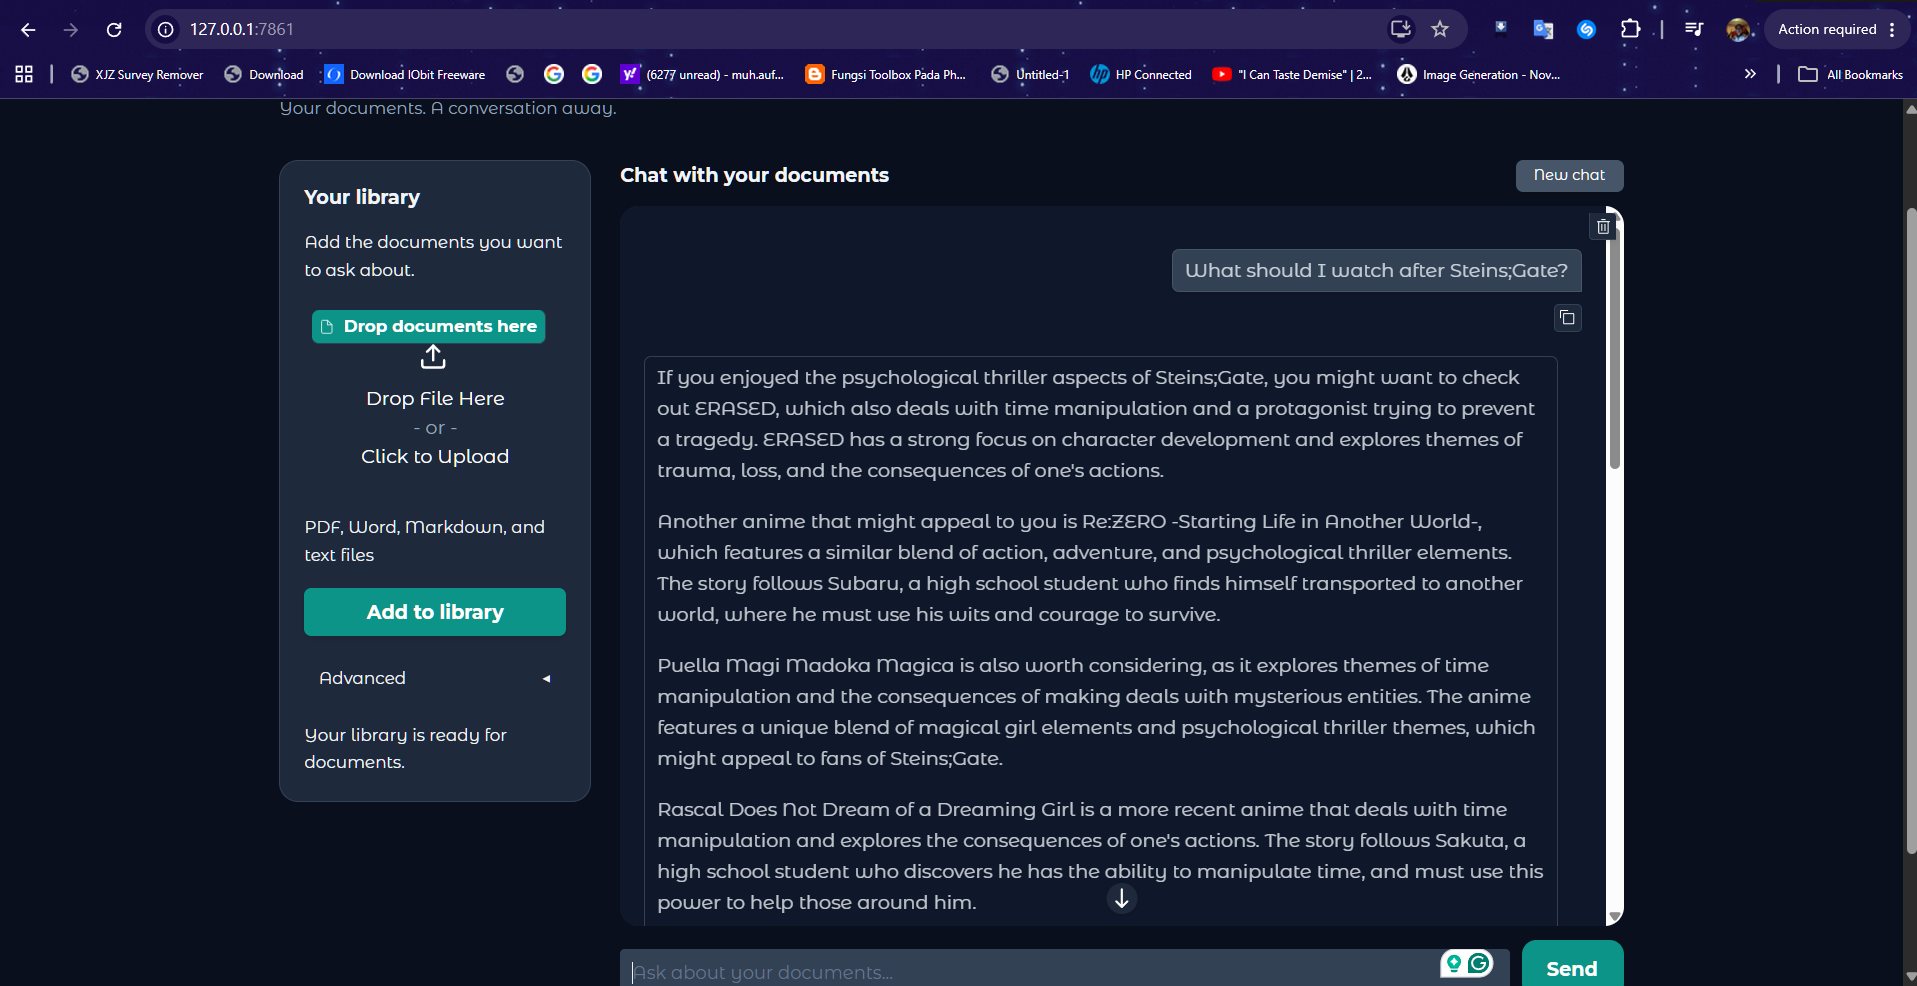 127.0.0.1:7861
Action required
XJZ Survey Remover
Download
Download IObit Freeware
(6277 unread) - muh.auf...
Fungsi Toolbox Pada Ph...
Untitled-1
HP Connected
"I Can Taste Demise" | 2...
Image Generation - Nov...
All Bookmarks
Your documents. A conversation away.
Your library
Add the documents you want
to ask about.
Drop documents here
Drop File Here
- or -
Click to Upload
PDF, Word, Markdown, and
text files
Add to library
Advanced
Your library is ready for
documents.
Chat with your documents
New chat
What should I watch after Steins;Gate?
If you enjoyed the psychological thriller aspects of Steins;Gate, you might want to check
out ERASED, which also deals with time manipulation and a protagonist trying to prevent
a tragedy. ERASED has a strong focus on character development and explores themes of
trauma, loss, and the consequences of one's actions.
Another anime that might appeal to you is Re:ZERO -Starting Life in Another World-,
which features a similar blend of action, adventure, and psychological thriller elements.
The story follows Subaru, a high school student who finds himself transported to another
world, where he must use his wits and courage to survive.
Puella Magi Madoka Magica is also worth considering, as it explores themes of time
manipulation and the consequences of making deals with mysterious entities. The anime
features a unique blend of magical girl elements and psychological thriller themes, which
might appeal to fans of Steins;Gate.
Rascal Does Not Dream of a Dreaming Girl is a more recent anime that deals with time
manipulation and explores the consequences of one's actions. The story follows Sakuta, a
high school student who discovers he has the ability to manipulate time, and must use this
power to help those around him.
Ask about your documents...
Send